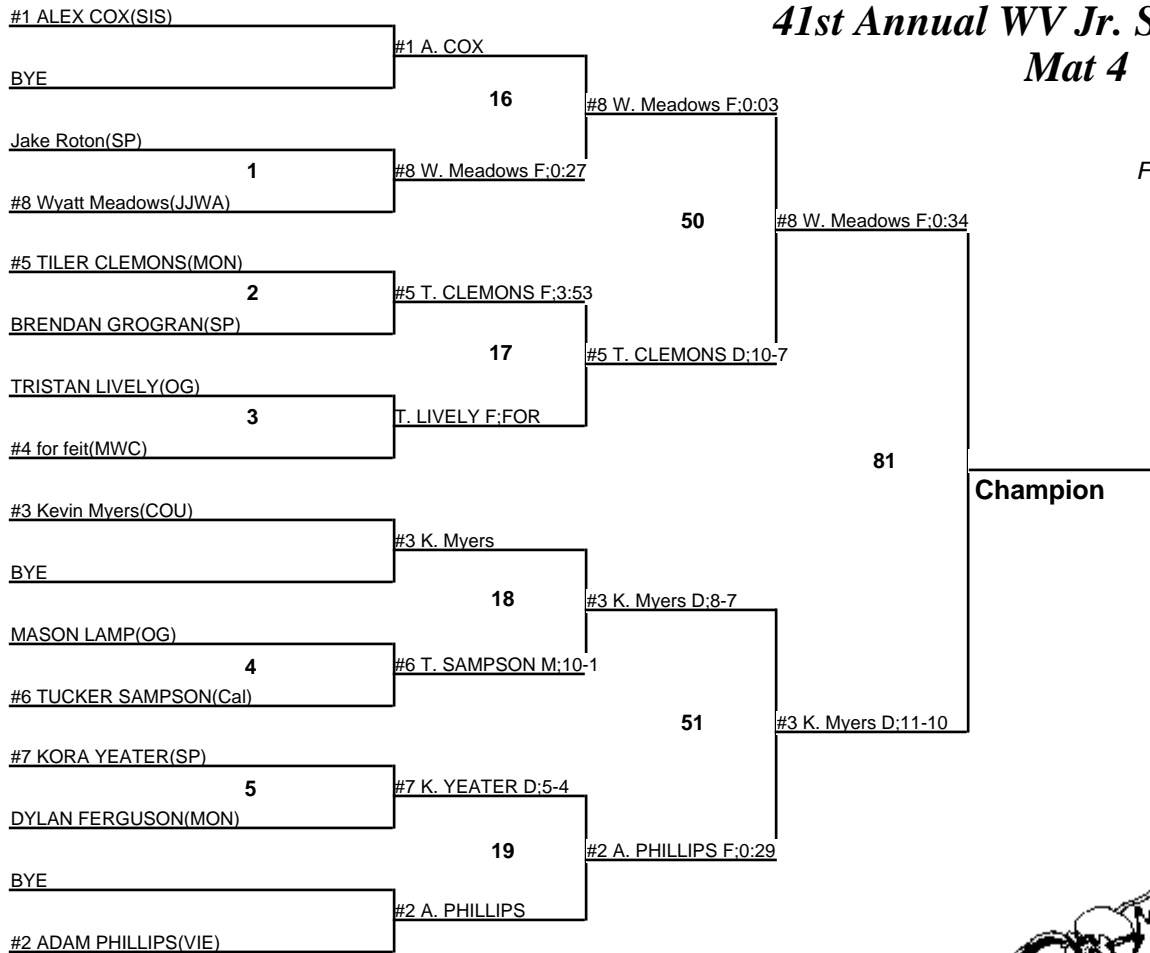 41st Annual WV Jr. S
Mat 4
F
#1 ALEX COX(SIS)
BYE
Jake Roton(SP)
1
#8 Wyatt Meadows(JJWA)
#5 TILER CLEMONS(MON)
2
BRENDAN GROGRAN(SP)
TRISTAN LIVELY(OG)
3
#4 for feit(MWC)
#3 Kevin Myers(COU)
BYE
MASON LAMP(OG)
4
#6 TUCKER SAMPSON(Cal)
#7 KORA YEATER(SP)
5
DYLAN FERGUSON(MON)
BYE
#2 ADAM PHILLIPS(VIE)
#1 A. COX
16
#8 W. Meadows F;0:27
#5 T. CLEMONS F;3:53
17
T. LIVELY F;FOR
#3 K. Myers
18
#6 T. SAMPSON M;10-1
#7 K. YEATER D;5-4
19
#2 A. PHILLIPS
#8 W. Meadows F;0:03
50
#5 T. CLEMONS D;10-7
#3 K. Myers D;8-7
51
#2 A. PHILLIPS F;0:29
#8 W. Meadows F;0:34
81
#3 K. Myers D;11-10
Champion